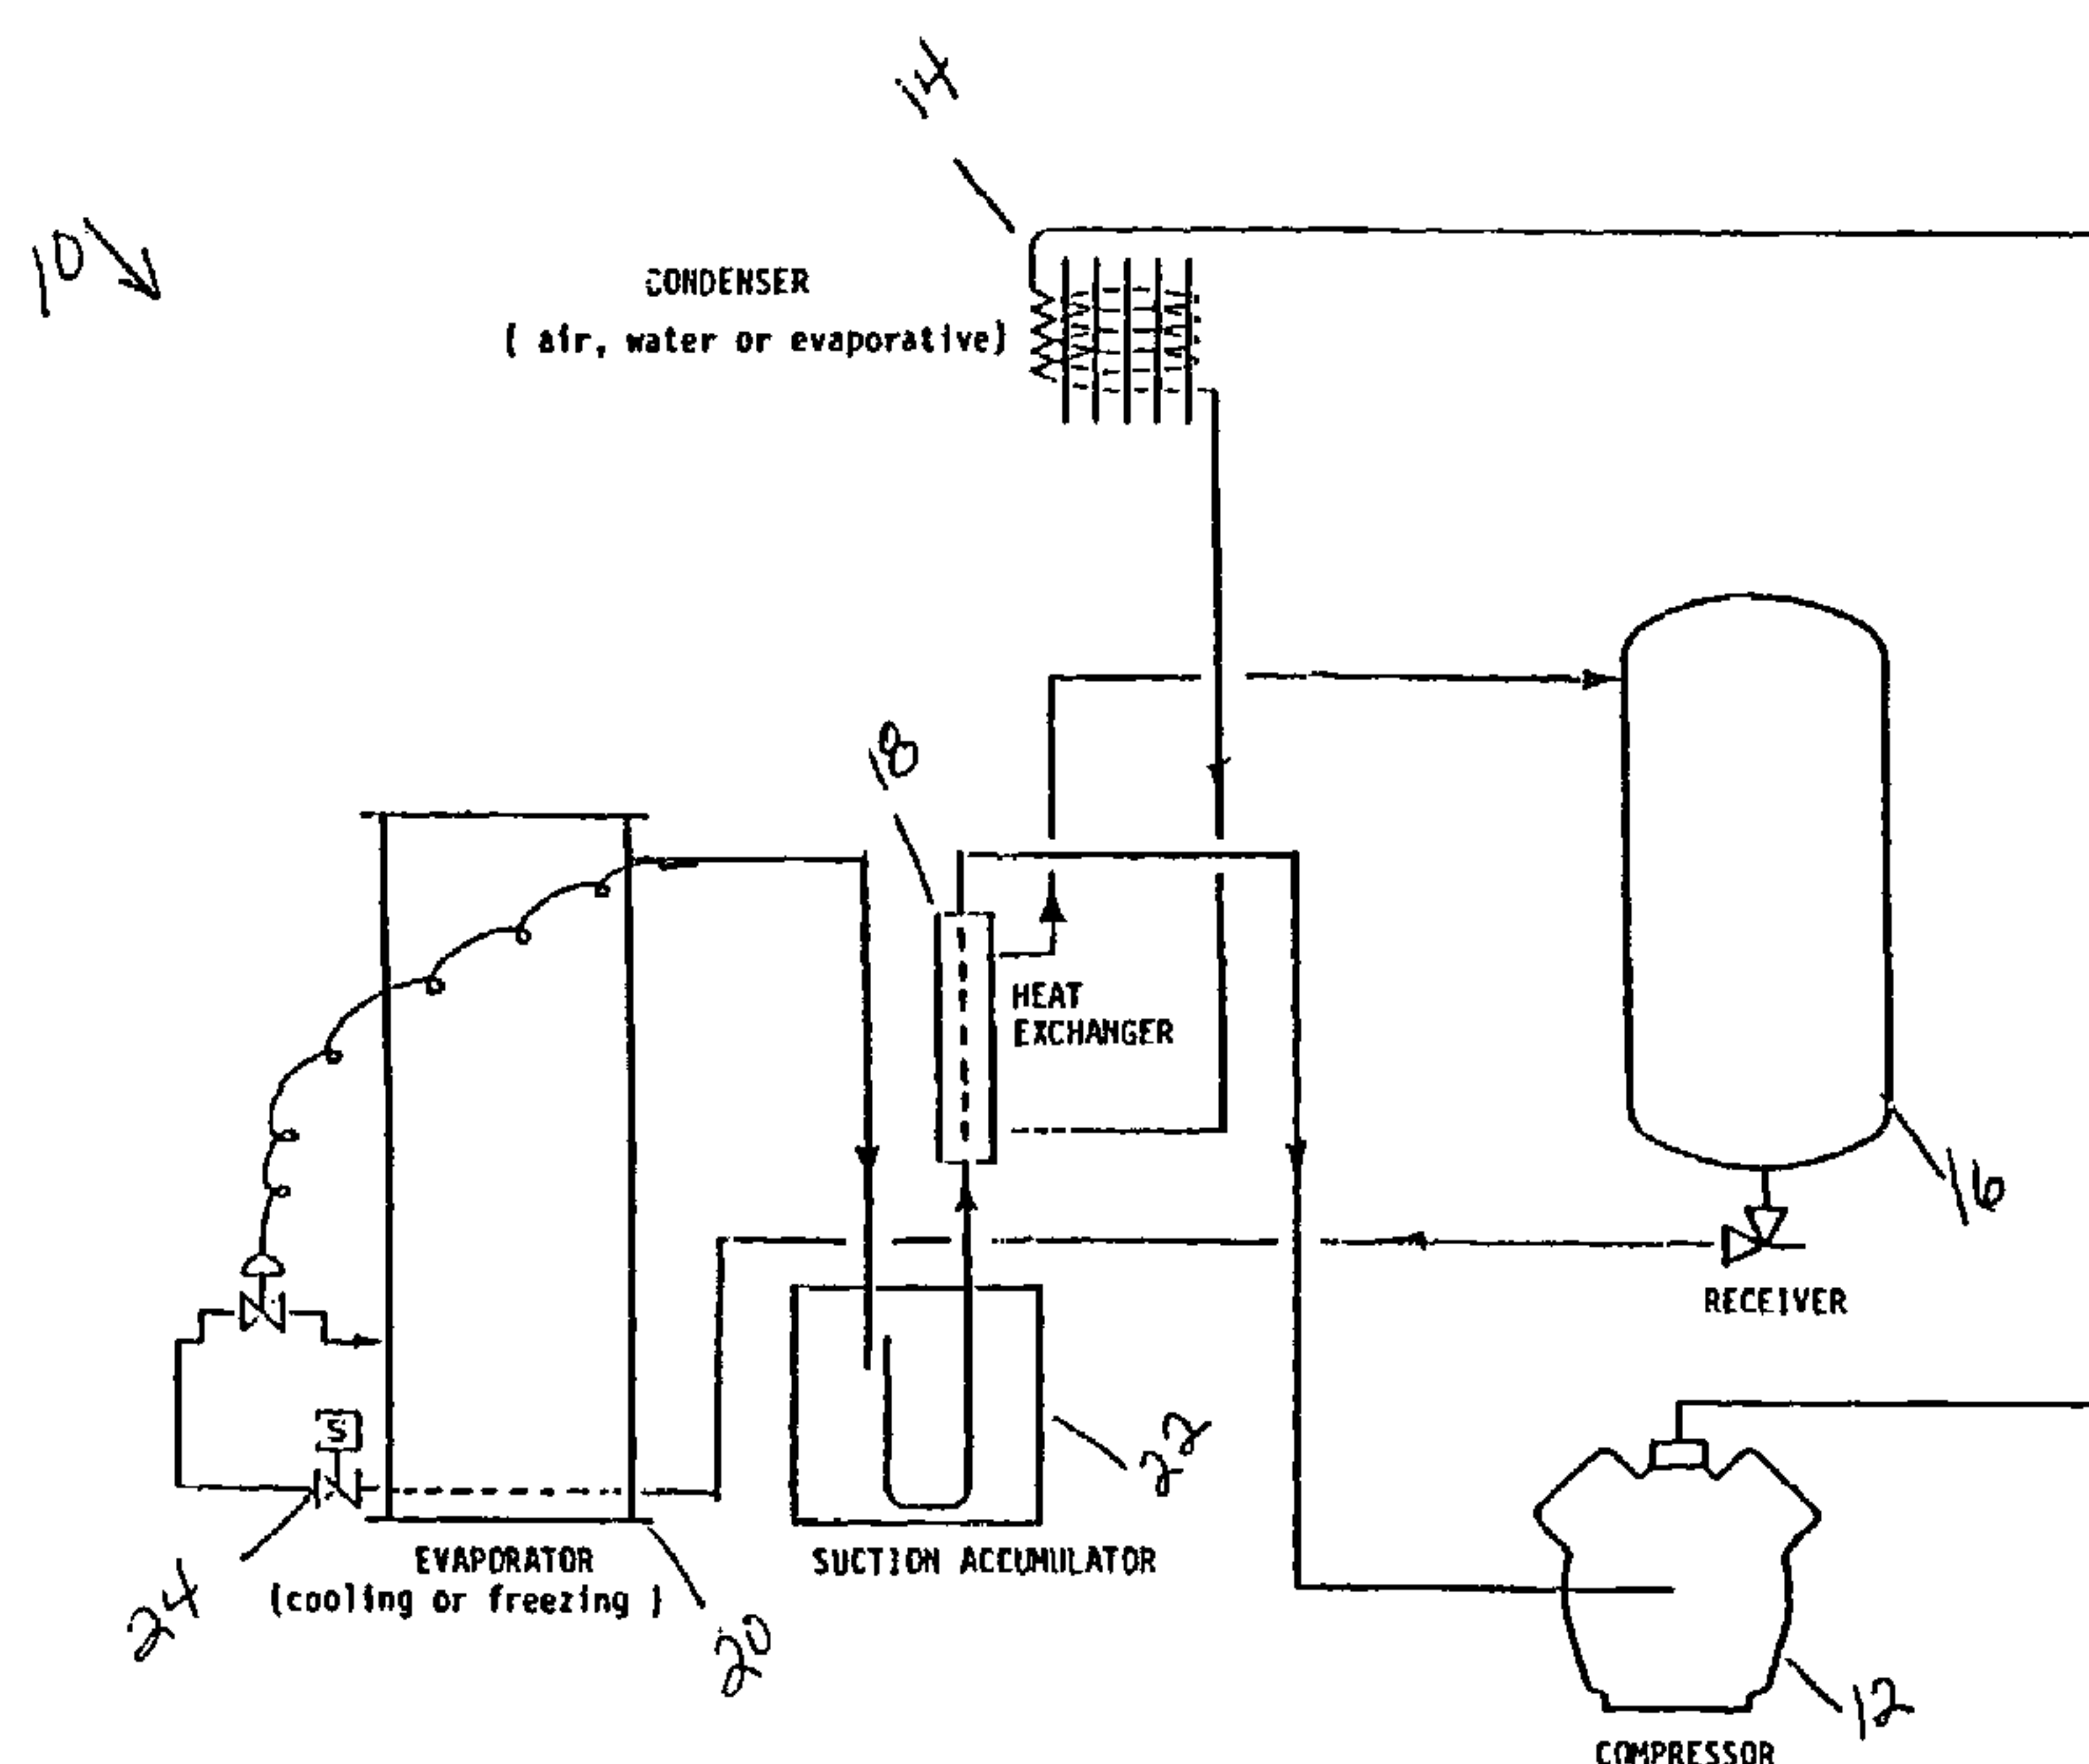 14
10
CONDENSER
( air, water or evaporative)
18
HEAT
EXCHANGER
16
RECEIVER
S
22
EVAPORATOR
(cooling or freezing )
SUCTION ACCUMULATOR
24
20
12
COMPRESSOR